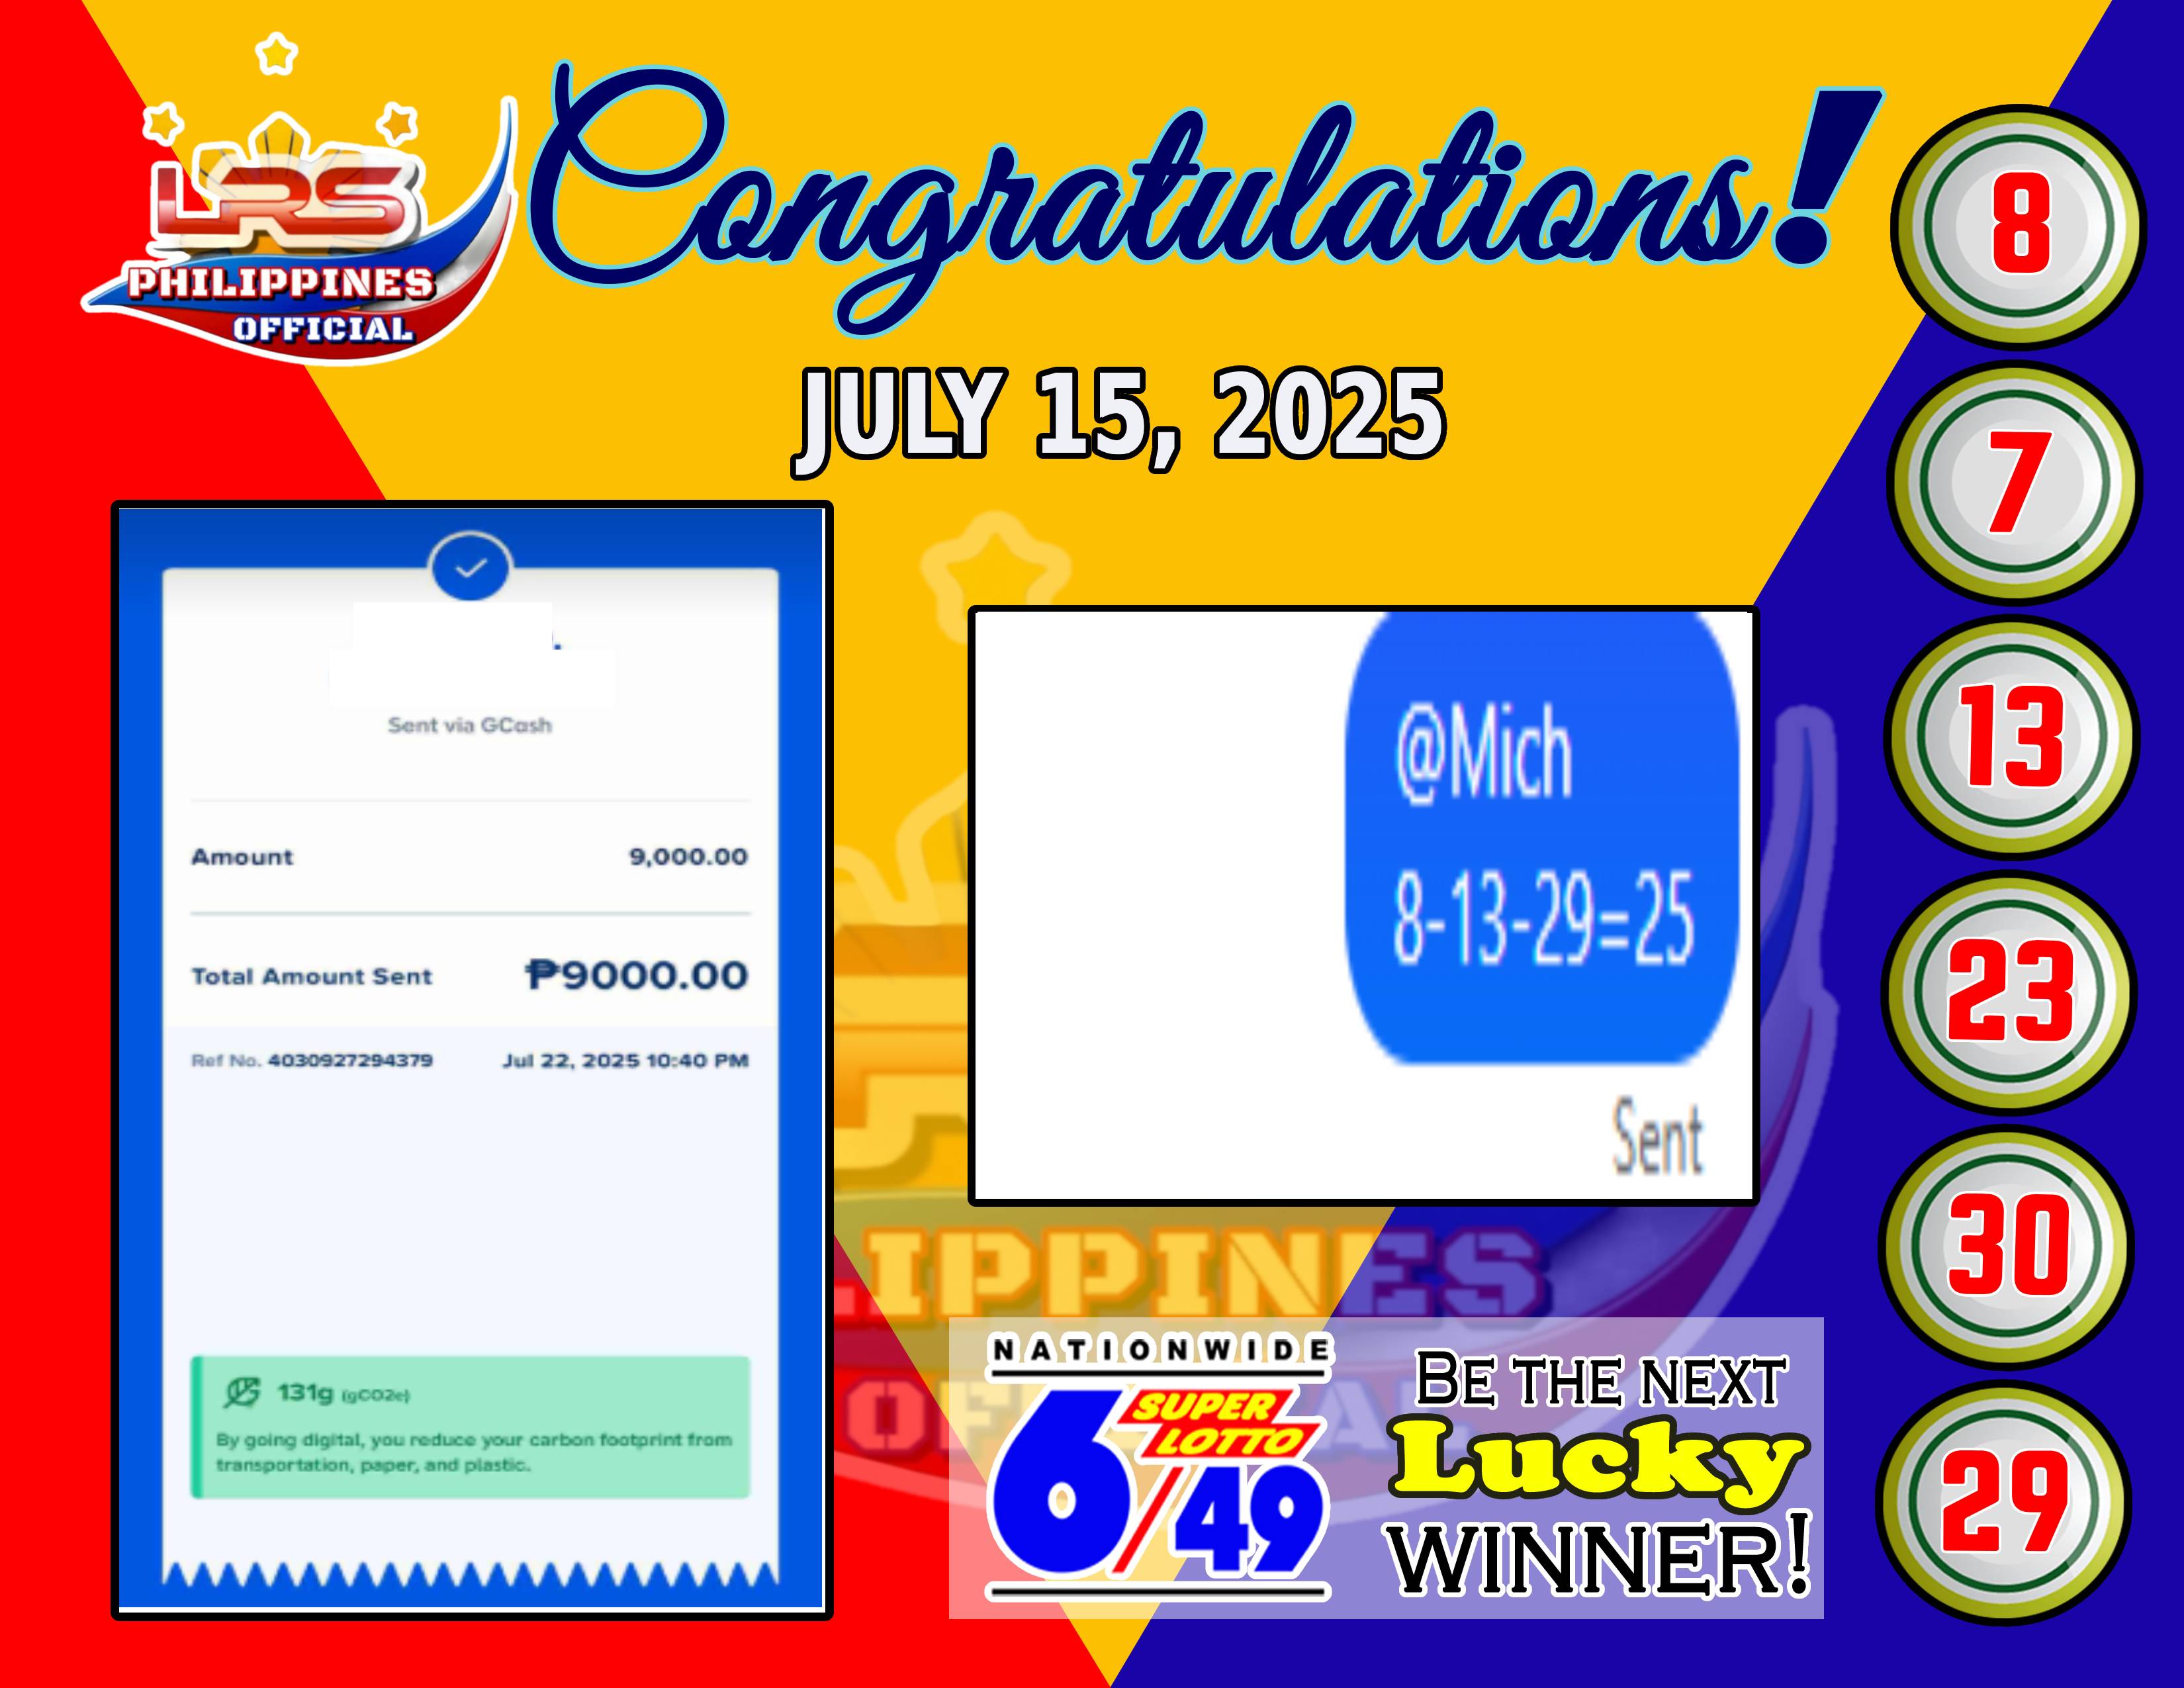 LRS
PHILIPPINES
OFFICIAL
Congratulations!
JULY 15, 2025
Sent via GCash
Amount 9,000.00
Total Amount Sent ₱9000.00
Ref No. 4030927294379 Jul 22, 2025 10:40 PM
131g (gCO2e)
By going digital, you reduce your carbon footprint from
transportation, paper, and plastic.
@Mich
8-13-29=25
Sent
LIPPINES
NATIONWIDE
SUPER
LOTTO
6/49
BE THE NEXT
Lucky
WINNER!
8
7
13
23
30
29